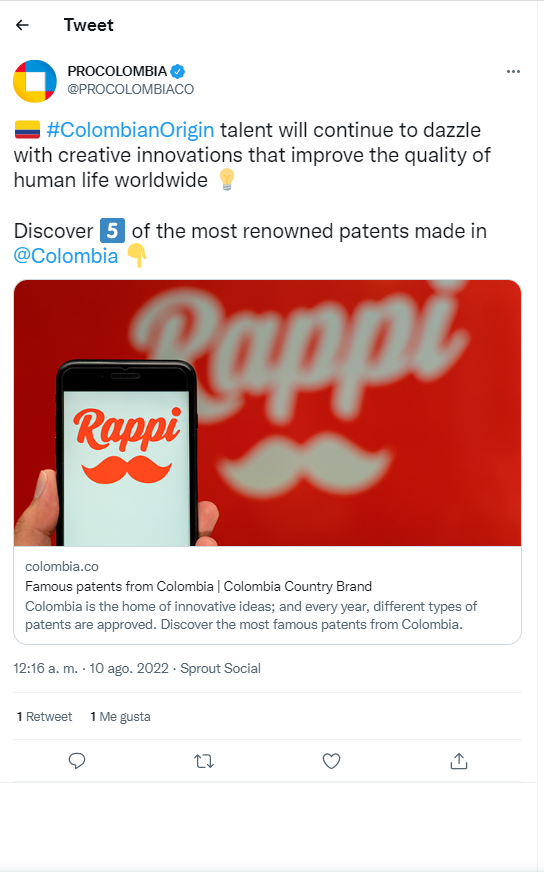 Tweet
PROCOLOMBIA
@PROCOLOMBIACO
#ColombianOrigin talent will continue to dazzle
with creative innovations that improve the quality of
human life worldwide
Discover 5 of the most renowned patents made in
@Colombia
Rappi
Rappi
colombia.co
Famous patents from Colombia | Colombia Country Brand
Colombia is the home of innovative ideas; and every year, different types of
patents are approved. Discover the most famous patents from Colombia.
12:16 a. m. · 10 ago. 2022 · Sprout Social
1 Retweet 1 Me gusta